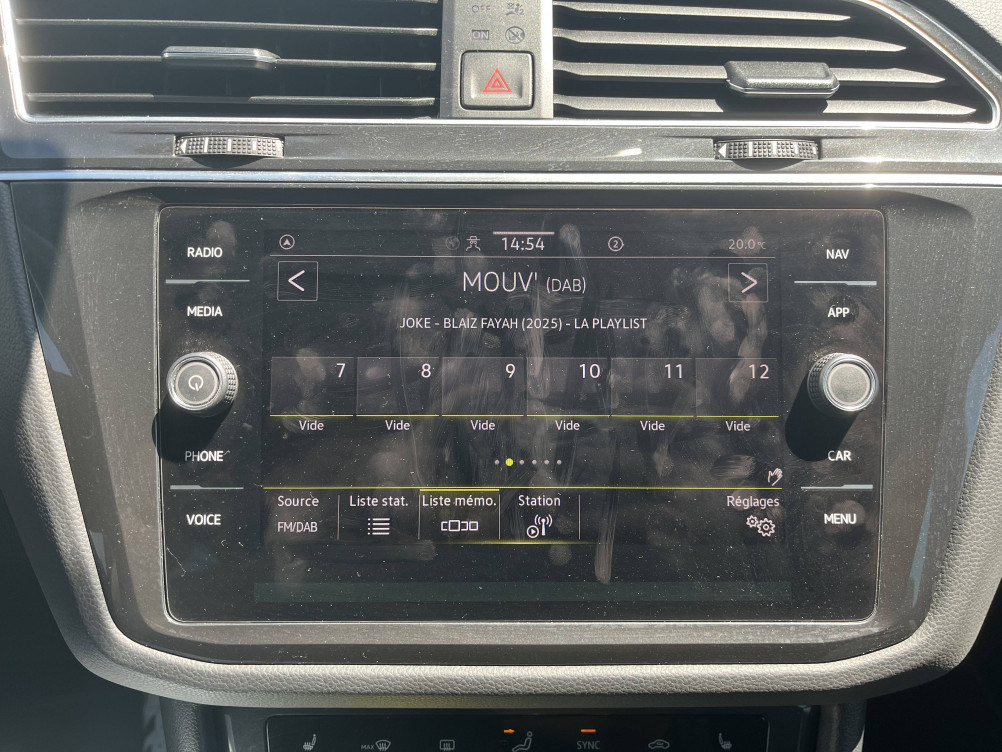 OFF
ON
RADIO
MEDIA
PHONE
VOICE
14:54
2
20.0 °C
MOUV' (DAB)
JOKE - BLAIZ FAYAH (2025) - LA PLAYLIST
7 8 9 10 11 12
Vide Vide Vide Vide Vide Vide
Source Liste stat. Liste mémo. Station Réglages
FM/DAB
NAV
APP
CAR
MENU
MAX SYNC